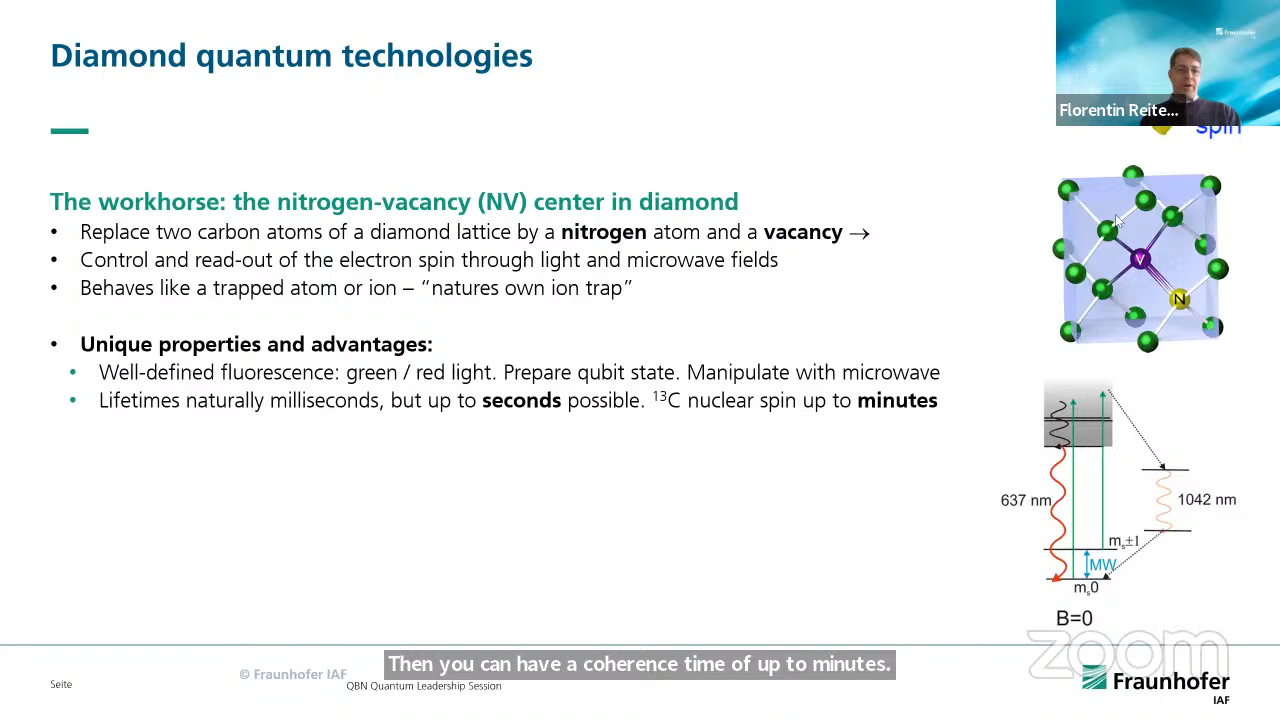 Diamond quantum technologies
Fraunhofer
Florentin Reite...
spin
The workhorse: the nitrogen-vacancy (NV) center in diamond
• Replace two carbon atoms of a diamond lattice by a nitrogen atom and a vacancy →
• Control and read-out of the electron spin through light and microwave fields
• Behaves like a trapped atom or ion – “natures own ion trap”
• Unique properties and advantages:
• Well-defined fluorescence: green / red light. Prepare qubit state. Manipulate with microwave
• Lifetimes naturally milliseconds, but up to seconds possible. ¹³C nuclear spin up to minutes
V
N
637 nm
1042 nm
mₛ±1
MW
mₛ0
B=0
zoom
Then you can have a coherence time of up to minutes.
© Fraunhofer IAF
Seite
QBN Quantum Leadership Session
Fraunhofer
IAF